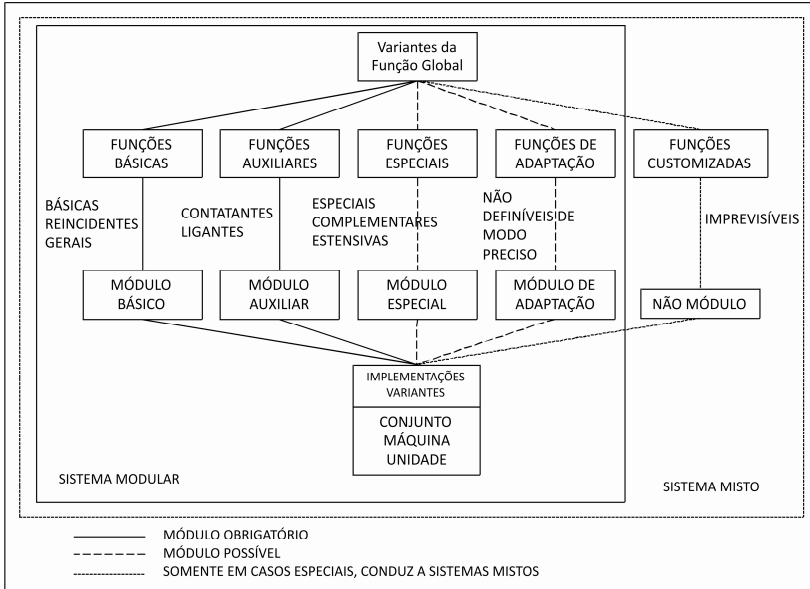 Variantes da
Função Global
FUNÇÕES
BÁSICAS
FUNÇÕES
AUXILIARES
FUNÇÕES
ESPECIAIS
FUNÇÕES DE
ADAPTAÇÃO
FUNÇÕES
CUSTOMIZADAS
BÁSICAS
REINCIDENTES
GERAIS
CONTATANTES
LIGANTES
ESPECIAIS
COMPLEMENTARES
ESTENSIVAS
NÃO
DEFINÍVEIS DE
MODO
PRECISO
IMPREVISÍVEIS
MÓDULO
BÁSICO
MÓDULO
AUXILIAR
MÓDULO
ESPECIAL
MÓDULO DE
ADAPTAÇÃO
NÃO MÓDULO
IMPLEMENTAÇÕES
VARIANTES
CONJUNTO
MÁQUINA
UNIDADE
SISTEMA MODULAR
SISTEMA MISTO
MÓDULO OBRIGATÓRIO
MÓDULO POSSÍVEL
SOMENTE EM CASOS ESPECIAIS, CONDUZ A SISTEMAS MISTOS